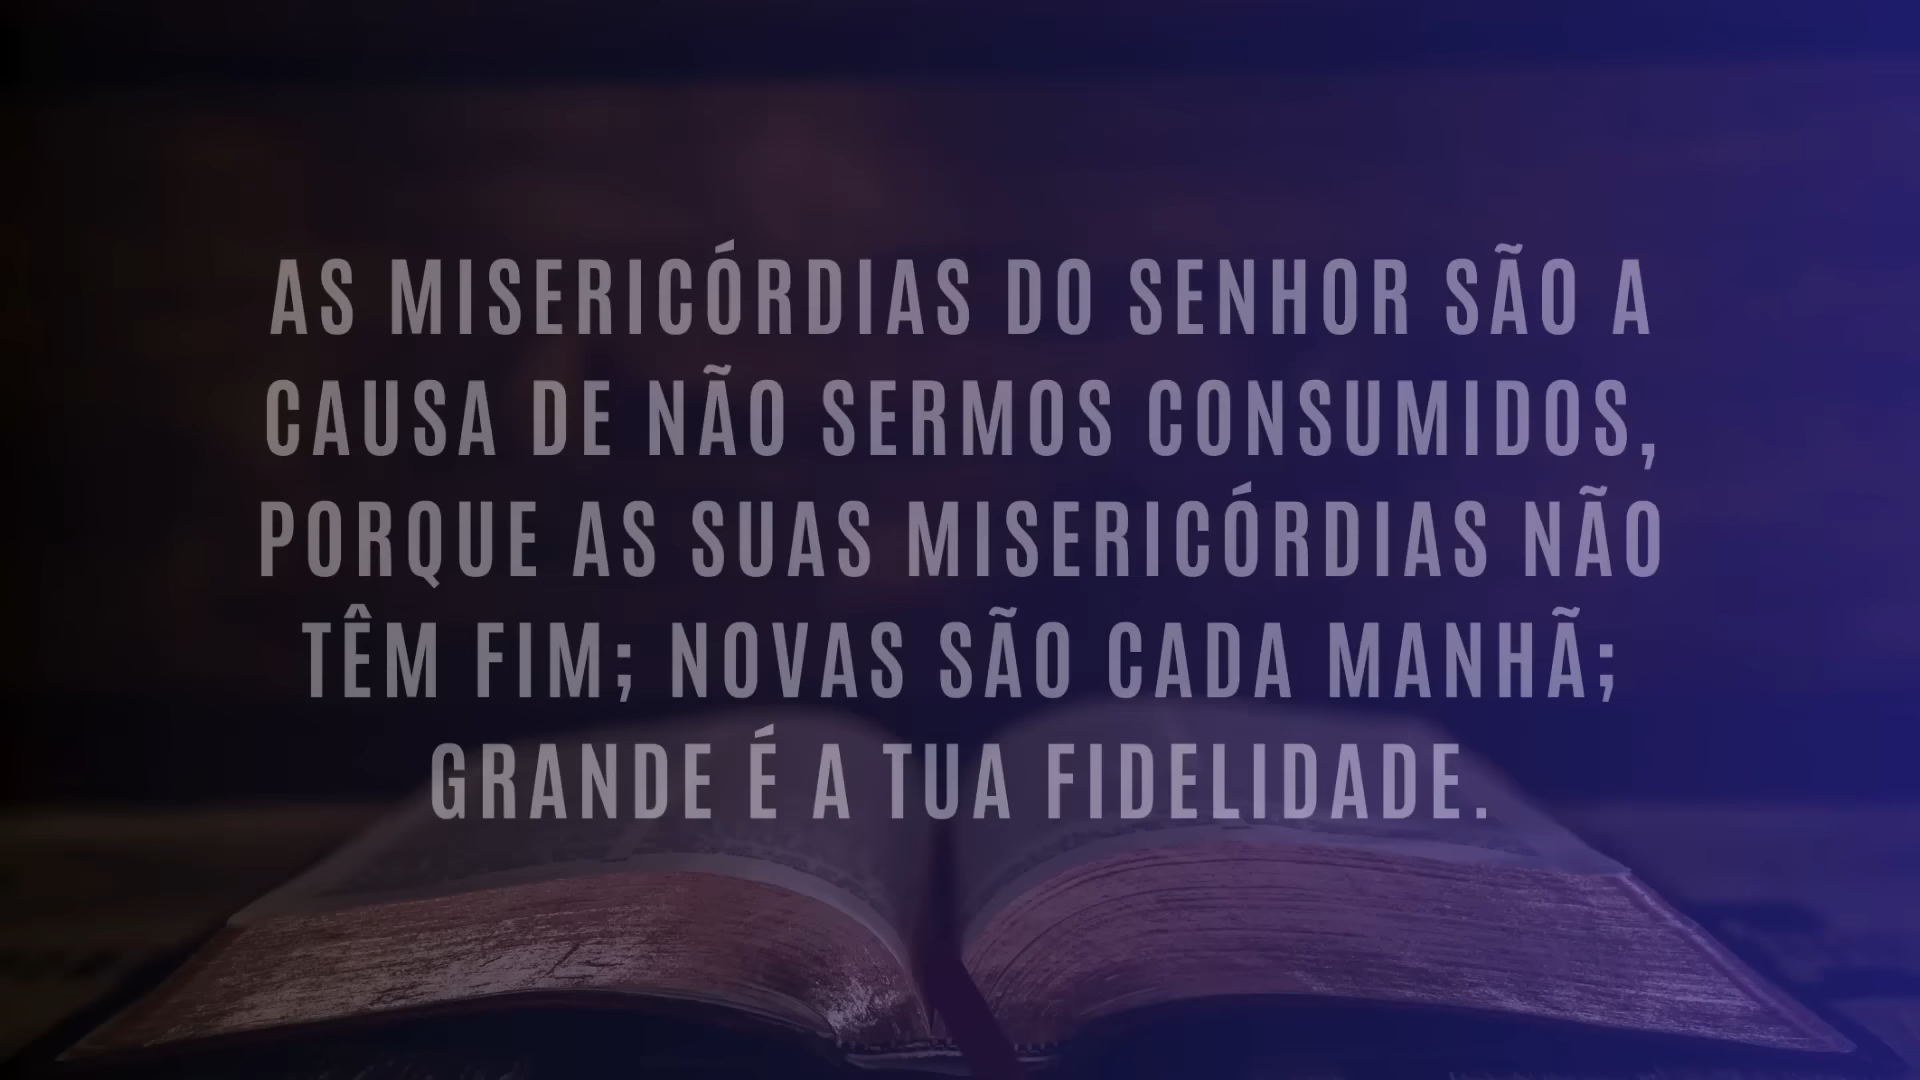 AS MISERICÓRDIAS DO SENHOR SÃO A
CAUSA DE NÃO SERMOS CONSUMIDOS,
PORQUE AS SUAS MISERICÓRDIAS NÃO
TÊM FIM; NOVAS SÃO CADA MANHÃ;
GRANDE É A TUA FIDELIDADE.